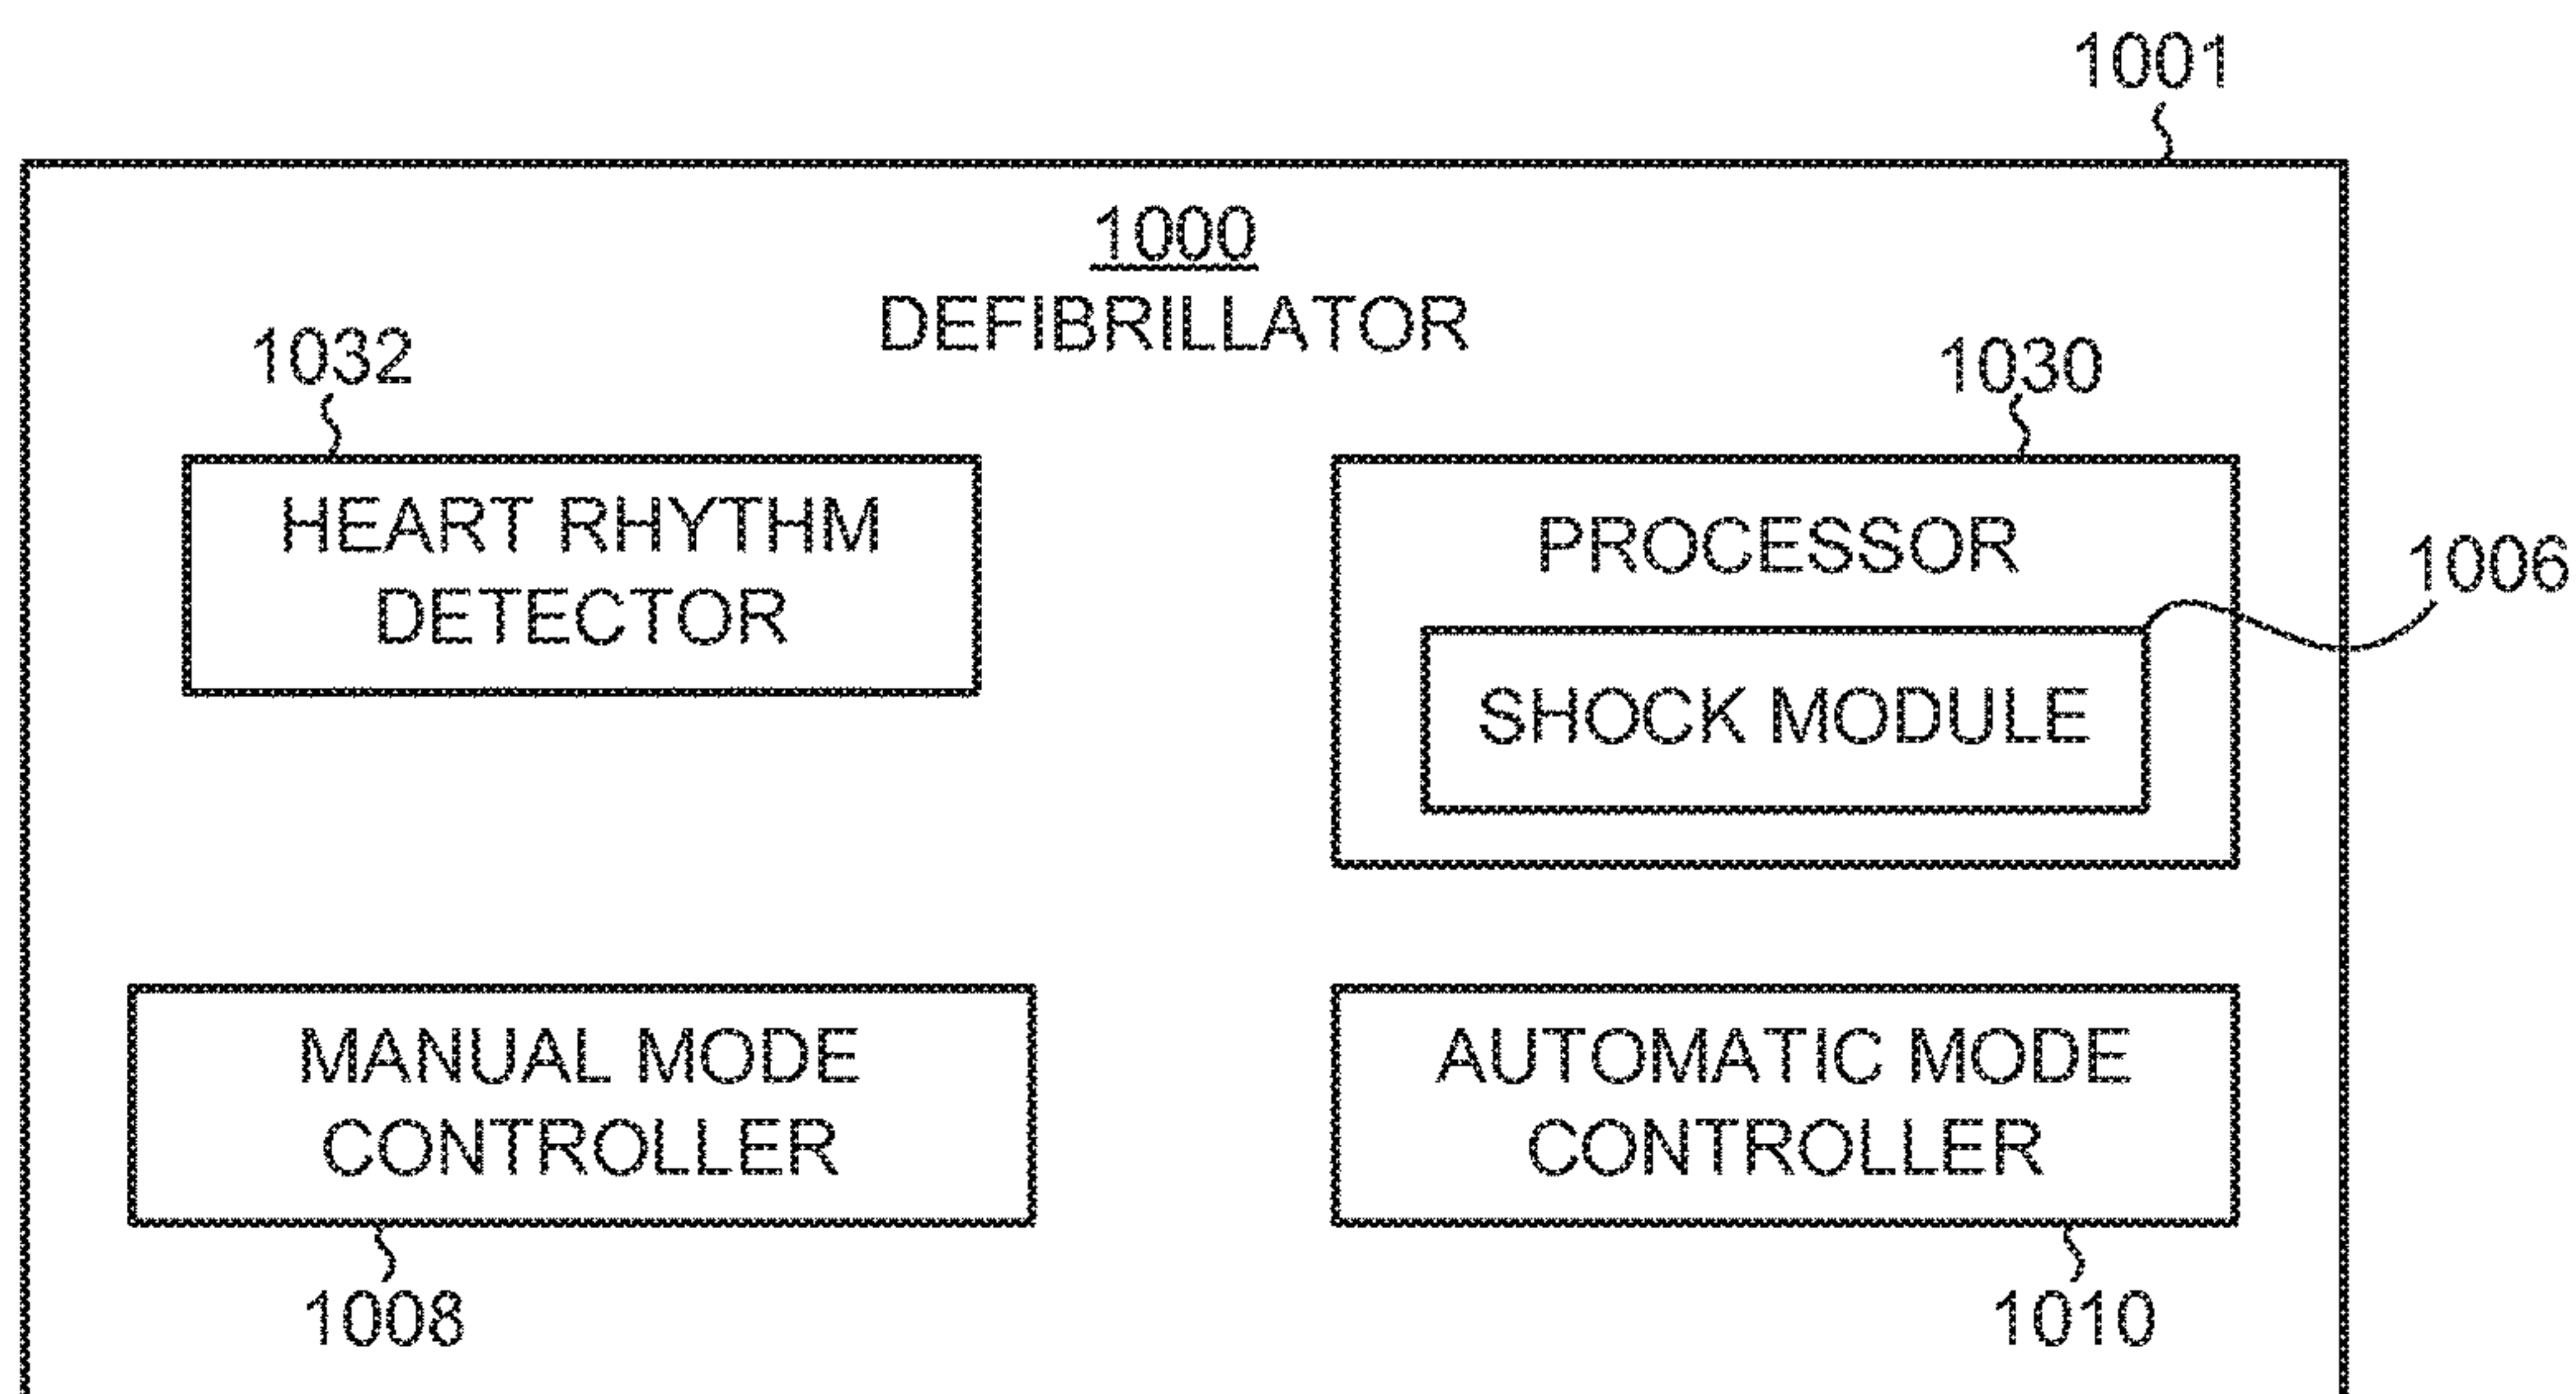 1001
1000
DEFIBRILLATOR
1032
1030
HEART RHYTHM
DETECTOR
PROCESSOR
1006
SHOCK MODULE
MANUAL MODE
CONTROLLER
AUTOMATIC MODE
CONTROLLER
1008
1010